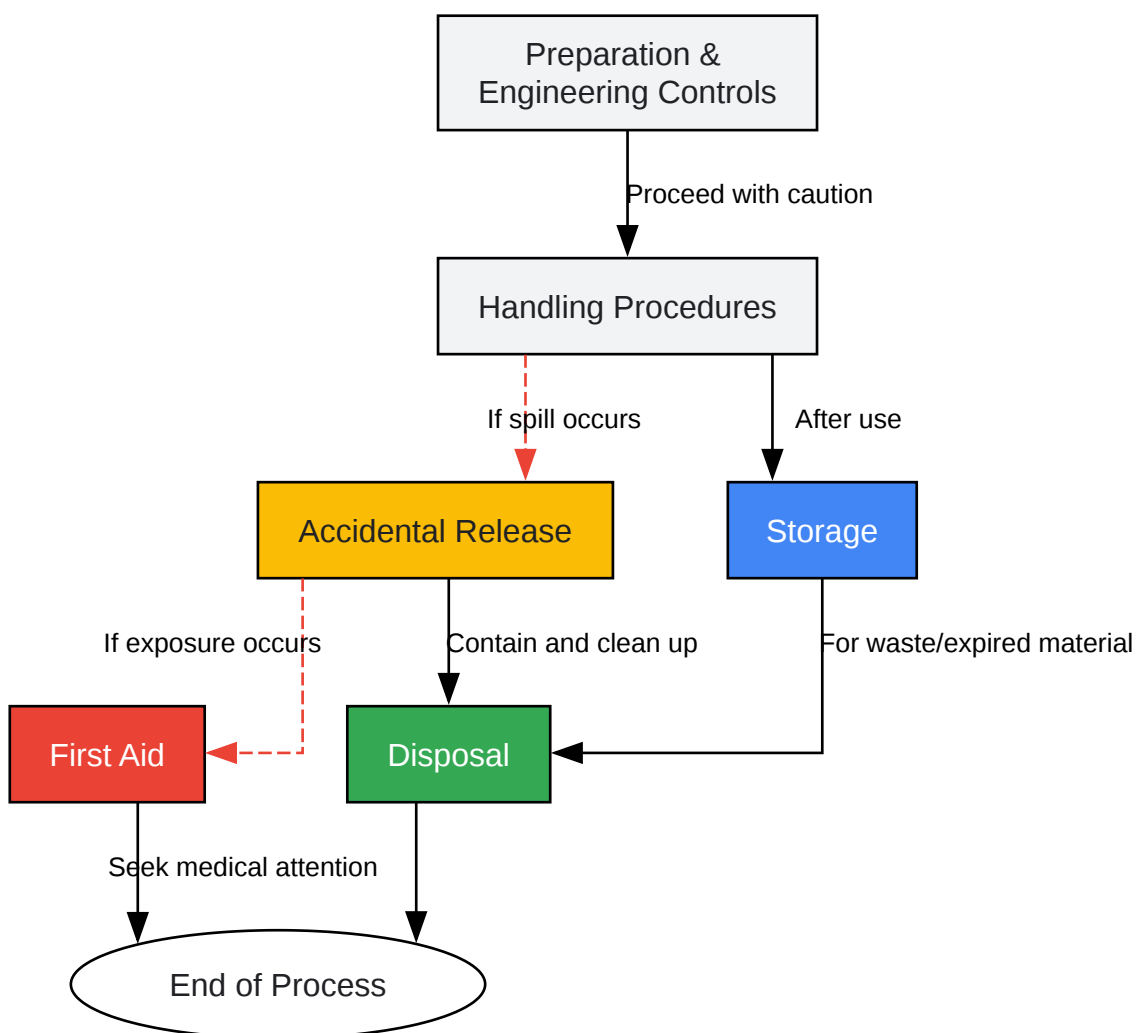 Preparation &
Engineering Controls
Proceed with caution
Handling Procedures
If spill occurs
After use
Accidental Release
Storage
If exposure occurs
Contain and clean up
For waste/expired material
First Aid
Disposal
Seek medical attention
End of Process